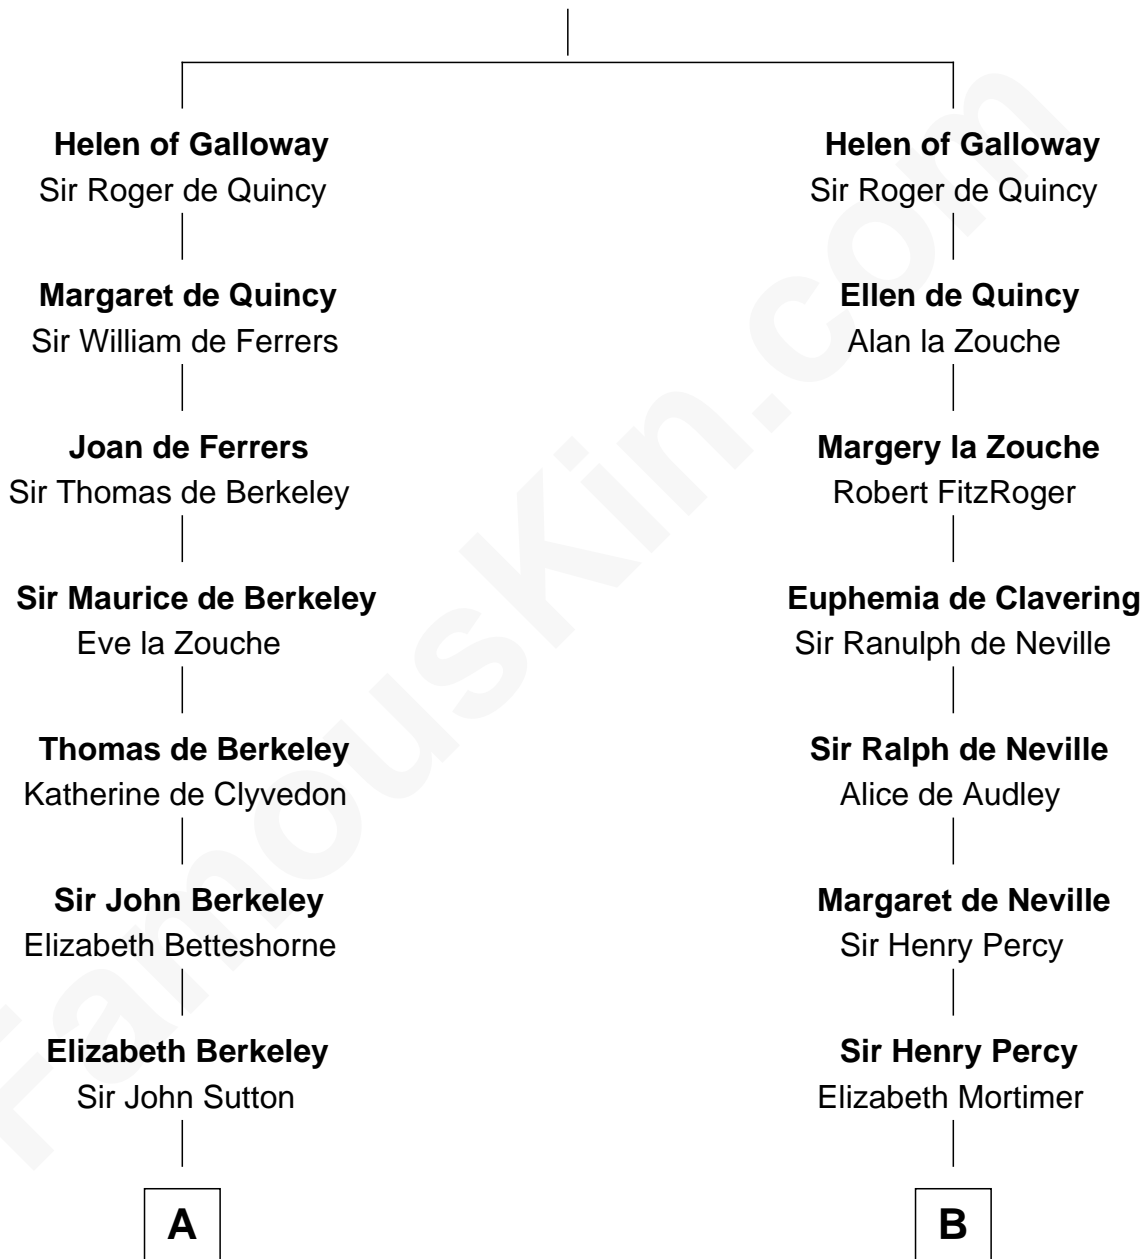 Helen of Galloway
Sir Roger de Quincy
Margaret de Quincy
Sir William de Ferrers
Joan de Ferrers
Sir Thomas de Berkeley
Sir Maurice de Berkeley
Eve la Zouche
Thomas de Berkeley
Katherine de Clyvedon
Sir John Berkeley
Elizabeth Betteshorne
Elizabeth Berkeley
Sir John Sutton
A
Helen of Galloway
Sir Roger de Quincy
Ellen de Quincy
Alan la Zouche
Margery la Zouche
Robert FitzRoger
Euphemia de Clavering
Sir Ranulph de Neville
Sir Ralph de Neville
Alice de Audley
Margaret de Neville
Sir Henry Percy
Sir Henry Percy
Elizabeth Mortimer
B
FamousKin.com